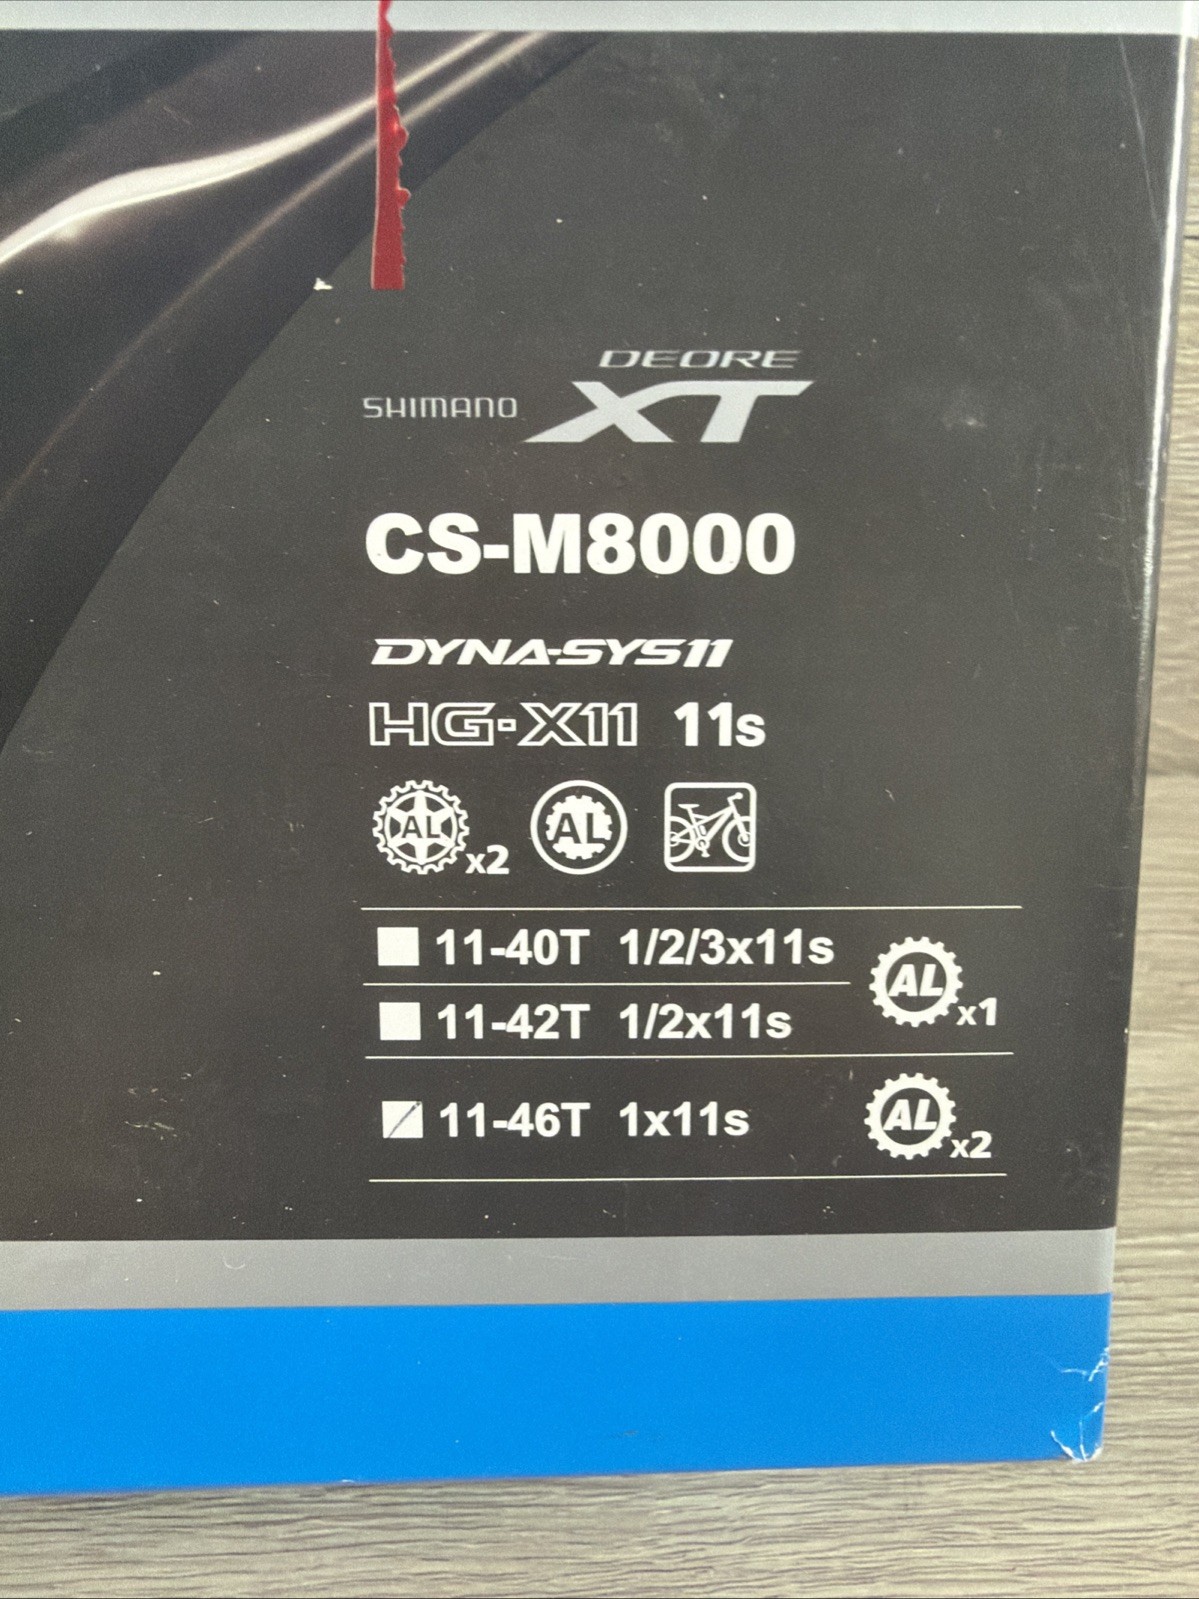 DEORE
SHIMANO XT
CS-M8000
DYNA-SYS11
HG-X11 11s
AL x2 AL
11-40T 1/2/3x11s
AL x1
11-42T 1/2x11s
11-46T 1x11s AL x2